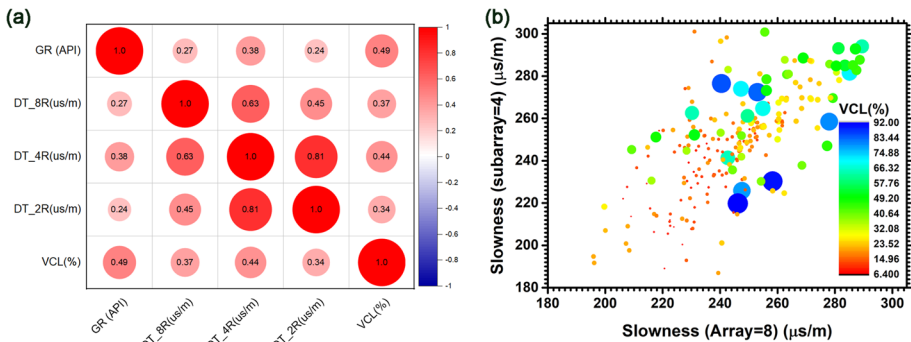 (a)
GR (API)
1.0 0.27 0.38 0.24 0.49
DT_8R(us/m)
0.27 1.0 0.63 0.45 0.37
DT_4R(us/m)
0.38 0.63 1.0 0.81 0.44
DT_2R(us/m)
0.24 0.45 0.81 1.0 0.34
VCL(%)
0.49 0.37 0.44 0.34 1.0
GR (API)
DT_8R(us/m)
DT_4R(us/m)
DT_2R(us/m)
VCL(%)
1
0.8
0.6
0.4
0.2
0
-0.2
-0.4
-0.6
-0.8
-1
(b)
Slowness (subarray=4) (μs/m)
300
280
260
240
220
200
180
180 200 220 240 260 280 300
Slowness (Array=8) (μs/m)
VCL(%)
92.00
83.44
74.88
66.32
57.76
49.20
40.64
32.08
23.52
14.96
6.400